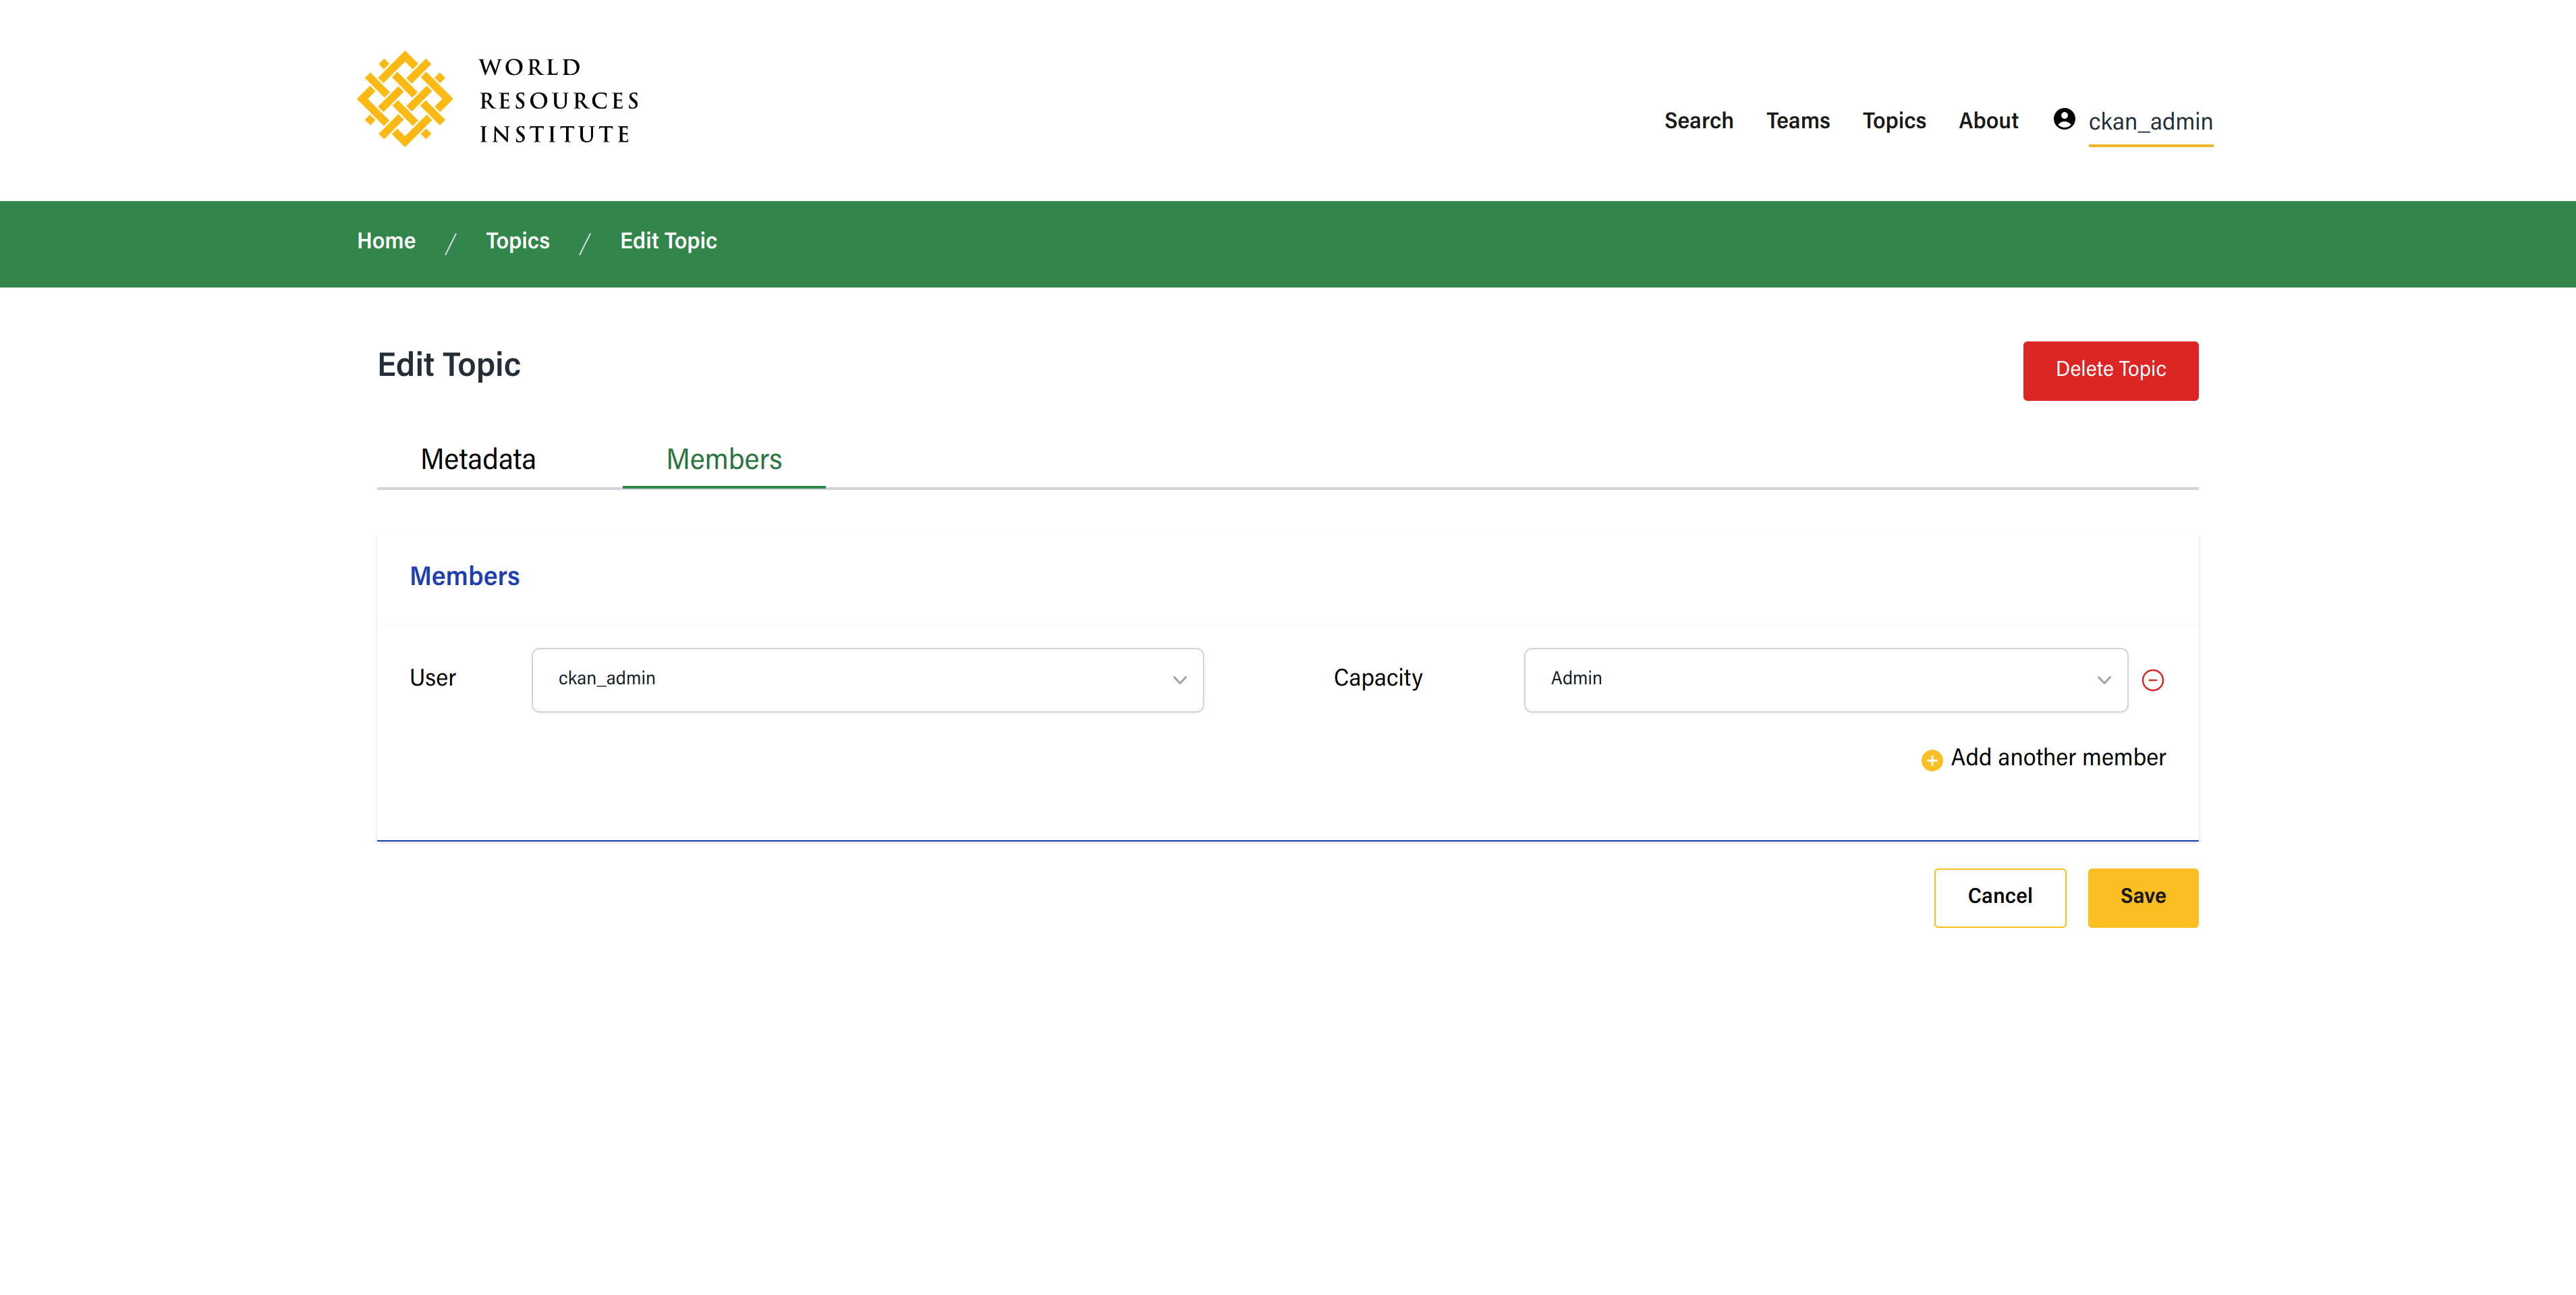 WORLD
RESOURCES
INSTITUTE
Search Teams Topics About ckan_admin
Home / Topics / Edit Topic
Edit Topic
Delete Topic
Metadata Members
Members
User ckan_admin Capacity Admin
Add another member
Cancel Save